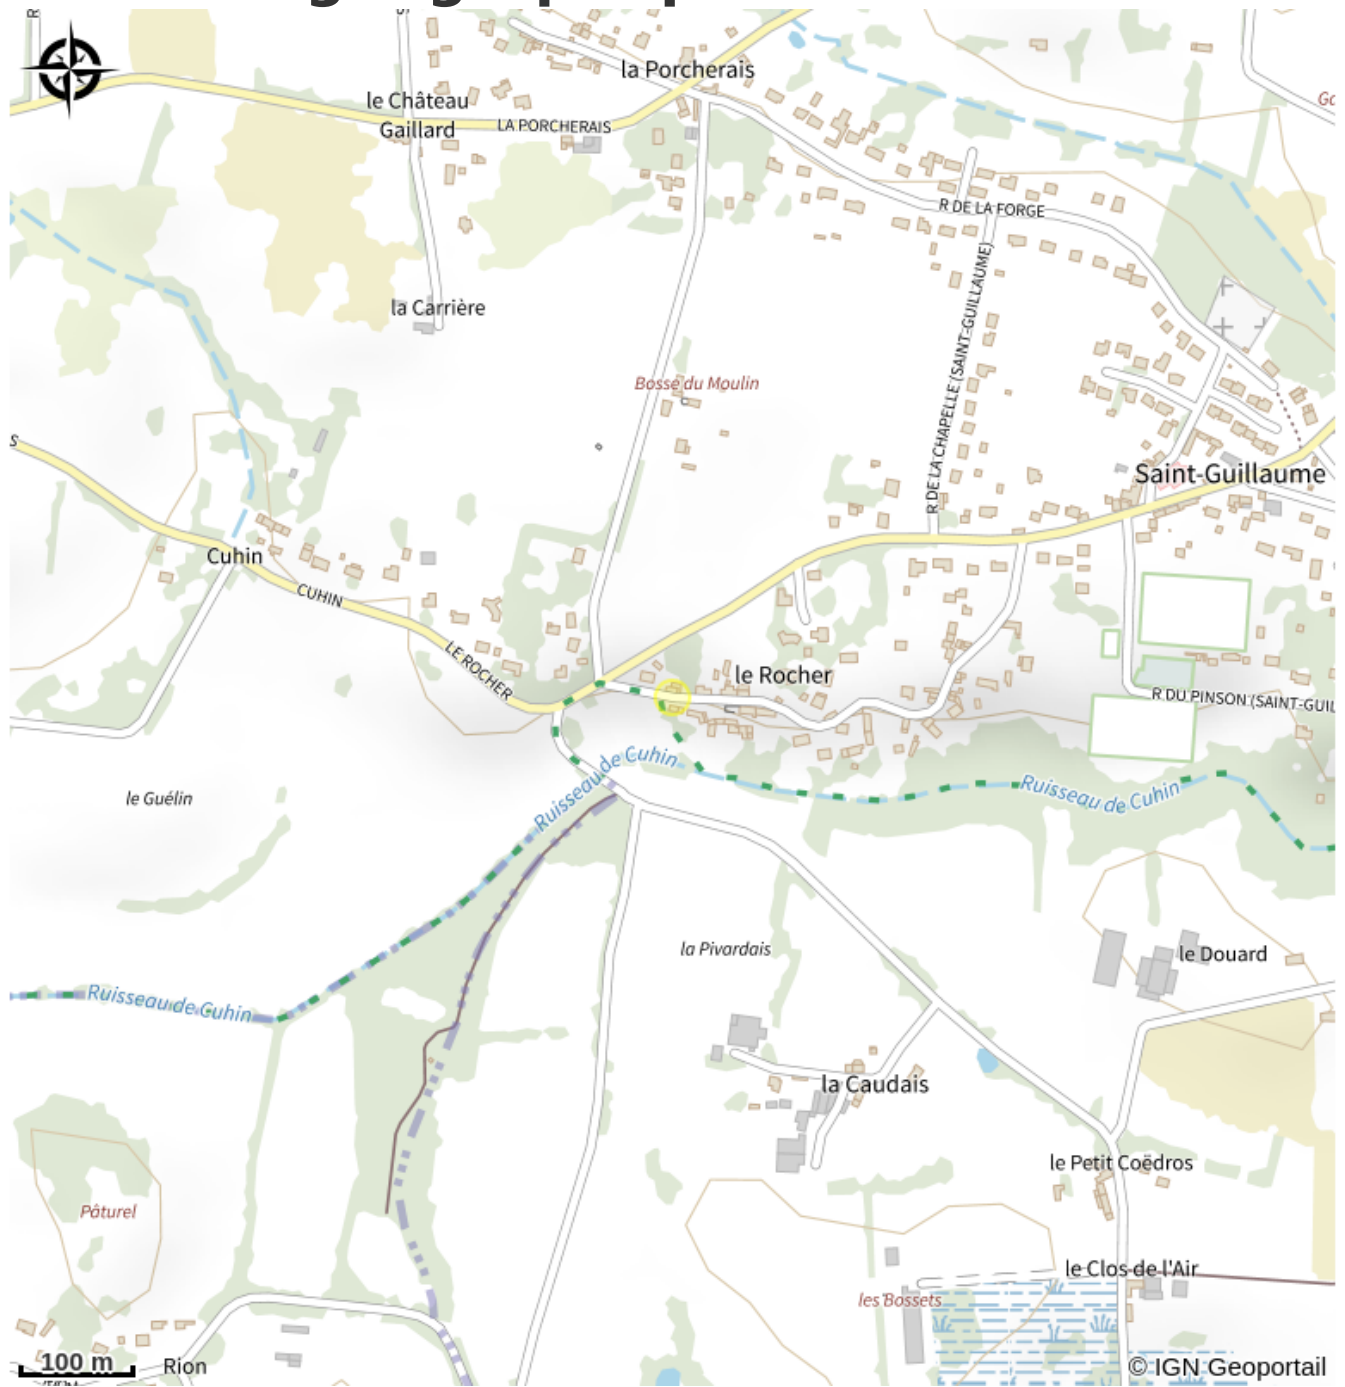 la Porcherais
le Château
Gaillard
LA PORCHERAIS
R DE LA FORGE
R DE LA CHAPELLE (SAINT-GUILLAUME)
la Carrière
Bosse du Moulin
Saint-Guillaume
Cuhin
CUHIN
LE ROCHER
le Rocher
R DU PINSON (SAINT-GUIL
Ruisseau de Cuhin
Ruisseau de Cuhin
le Guélin
la Pivardais
le Douard
Ruisseau de Cuhin
la Caudais
le Petit Coëdros
Pâturel
le Clos de l'Air
les Bossets
100 m
Rion
© IGN Geoportail